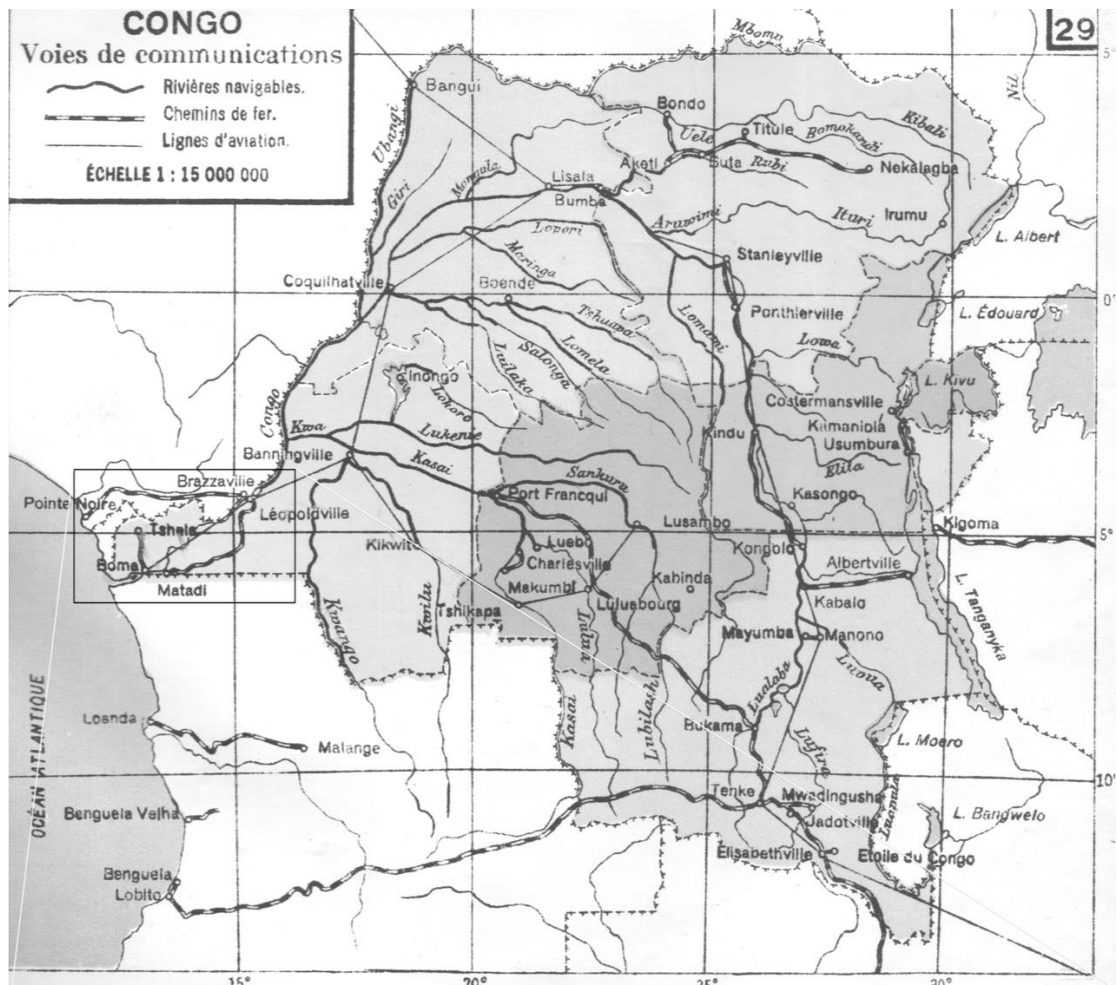 CONGO
Voies de communications
Rivières navigables.
Chemins de fer.
Lignes d'aviation.
ÉCHELLE 1 : 15 000 000
29
5°
Mbomu
Nil
Bangui
Ubangi
Bondo
Uele
Titule
Bomokandi
Kibali
Giri
Mongala
Aketi
Buta
Rubi
Nekalagba
Lisala
Bumba
Aruwimi
Ituri
Irumu
Lopori
L. Albert
Maringa
Stanleyville
Coquilhatville
Boende
0°
Tshuapa
Lomami
Ponthierville
L. Édouard
Lomela
Salonga
Luilaka
Lowa
Inongo
Lokoro
L. Kivu
Costermansville
Congo
Kwa
Lukenie
Kindu
Kilmaniola
Usumbura
Banningville
Kasai
Sankuru
Elila
Brazzaville
Port Francqui
Kasongo
Pointe Noire
Léopoldville
Lusambo
Kigoma
Tshela
5°
Kikwit
Luebo
Kongolo
Boma
Charlesville
Albertville
Matadi
Makumbi
Kabinda
Luluabourg
Kabalo
Tshikapa
L. Tanganyka
Kwango
Kwilu
Lulua
Mayumba
Manono
Luvua
Lualaba
Loanda
Kasai
Lubilash
Bukama
Lufira
L. Moero
Malange
OCÉAN ATLANTIQUE
10°
Tenke
Mwadingusha
Luapula
Benguela Velha
Jadotville
L. Bangwelo
Elisabethville
Etoile du Congo
Benguela
Lobito
15°
20°
25°
30°